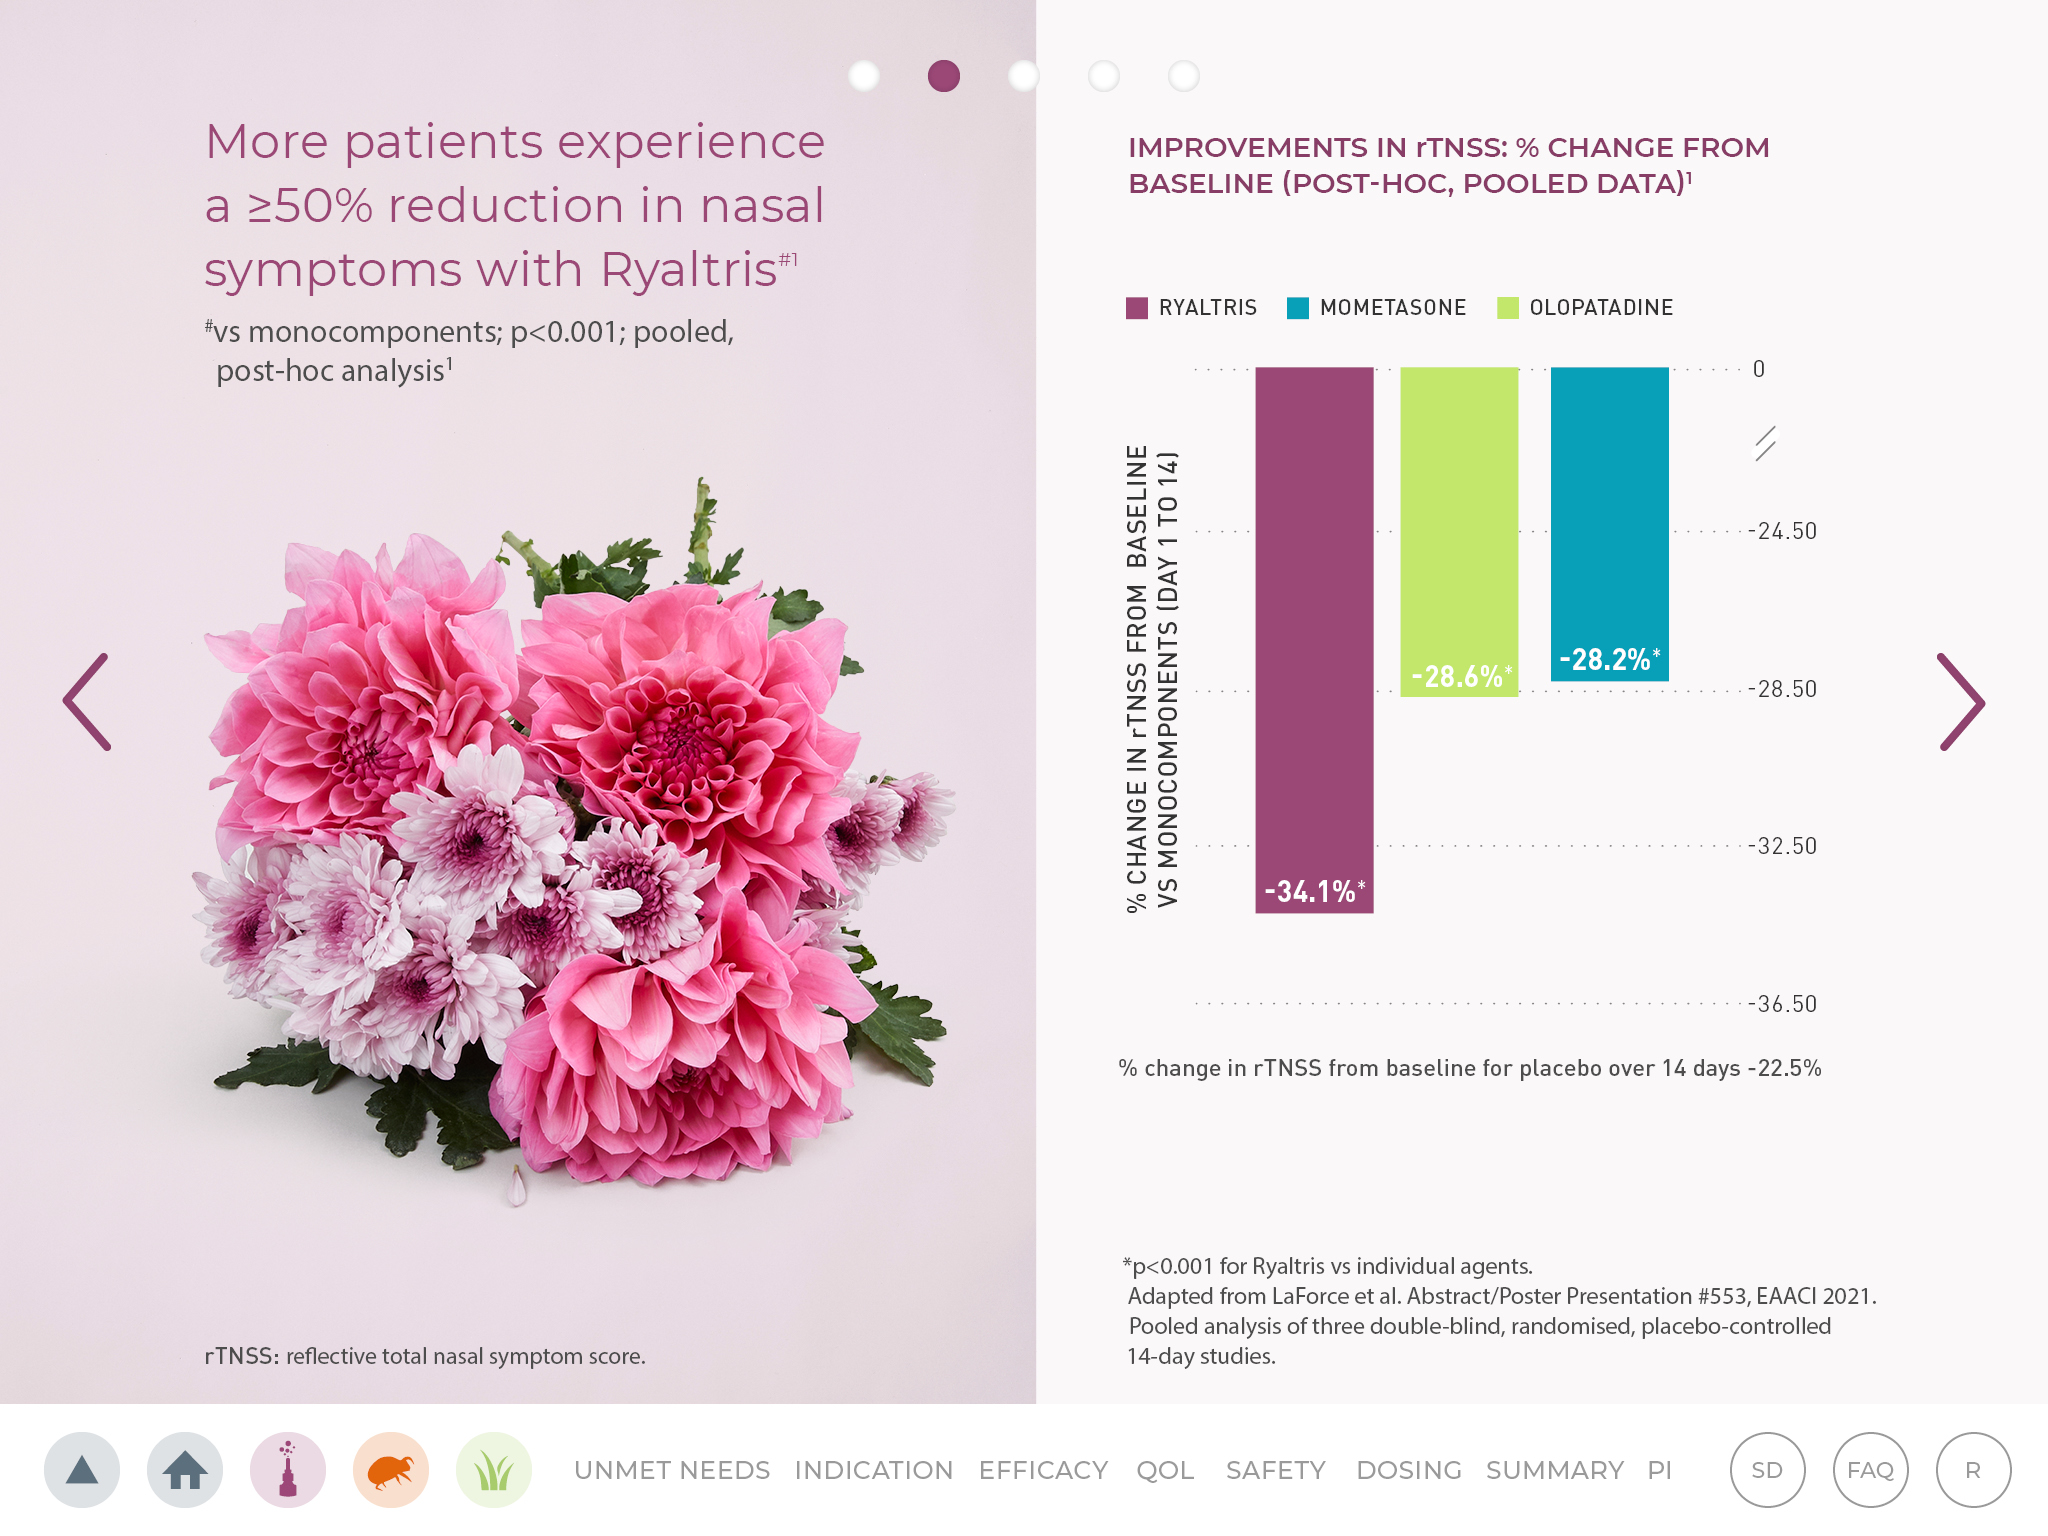 More patients experience
a ≥50% reduction in nasal
symptoms with Ryaltris#1
#vs monocomponents; p<0.001; pooled,
post-hoc analysis1
rTNSS: reflective total nasal symptom score.
IMPROVEMENTS IN rTNSS: % CHANGE FROM
BASELINE (POST-HOC, POOLED DATA)1
RYALTRIS MOMETASONE OLOPATADINE
% CHANGE IN rTNSS FROM BASELINE
VS MONOCOMPONENTS (DAY 1 TO 14)
0
-24.50
-28.50
-32.50
-36.50
-34.1%*
-28.6%*
-28.2%*
% change in rTNSS from baseline for placebo over 14 days -22.5%
*p<0.001 for Ryaltris vs individual agents.
Adapted from LaForce et al. Abstract/Poster Presentation #553, EAACI 2021.
Pooled analysis of three double-blind, randomised, placebo-controlled
14-day studies.
UNMET NEEDS INDICATION EFFICACY QOL SAFETY DOSING SUMMARY PI SD FAQ R